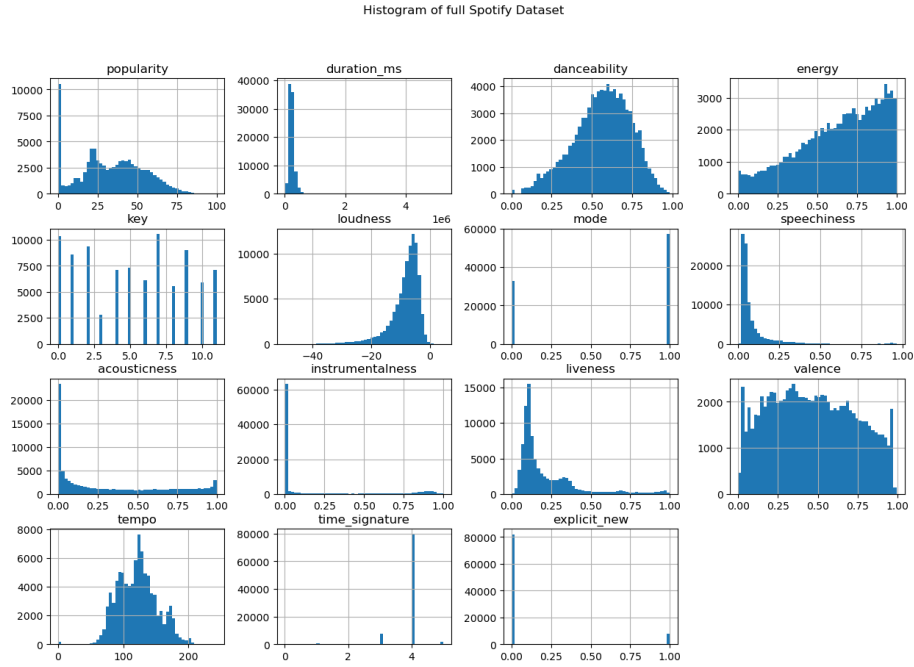 Histogram of full Spotify Dataset
popularity
10000
7500
5000
2500
0
0 25 50 75 100
duration_ms
40000
30000
20000
10000
0
0 2 4
1e6
danceability
4000
3000
2000
1000
0
0.00 0.25 0.50 0.75 1.00
energy
3000
2000
1000
0
0.00 0.25 0.50 0.75 1.00
key
10000
7500
5000
2500
0
0.0 2.5 5.0 7.5 10.0
loudness
10000
5000
0
−40 −20 0
mode
60000
40000
20000
0
0.00 0.25 0.50 0.75 1.00
speechiness
20000
10000
0
0.00 0.25 0.50 0.75 1.00
acousticness
20000
15000
10000
5000
0
0.00 0.25 0.50 0.75 1.00
instrumentalness
60000
40000
20000
0
0.00 0.25 0.50 0.75 1.00
liveness
15000
10000
5000
0
0.00 0.25 0.50 0.75 1.00
valence
2000
1000
0
0.00 0.25 0.50 0.75 1.00
tempo
8000
6000
4000
2000
0
0 100 200
time_signature
80000
60000
40000
20000
0
0 2 4
explicit_new
80000
60000
40000
20000
0
0.00 0.25 0.50 0.75 1.00